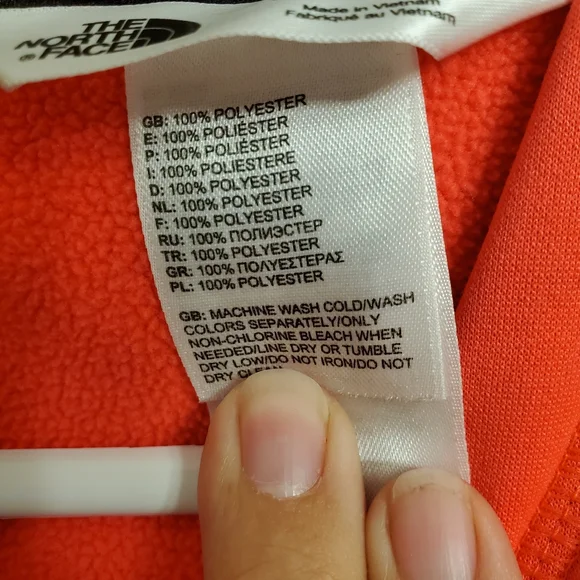 THE
NORTH
FACE®
Made in Vietnam
Fabriqué au Vietnam
GB: 100% POLYESTER
E: 100% POLIÉSTER
P: 100% POLIÉSTER
I: 100% POLIESTERE
D: 100% POLYESTER
NL: 100% POLYESTER
F: 100% POLYESTER
RU: 100% ПОЛИЭСТЕР
TR: 100% POLYESTER
GR: 100% ΠΟΛΥΕΣΤΕΡΑΣ
PL: 100% POLYESTER
GB: MACHINE WASH COLD/WASH
COLORS SEPARATELY/ONLY
NON-CHLORINE BLEACH WHEN
NEEDED/LINE DRY OR TUMBLE
DRY LOW/DO NOT IRON/DO NOT
DRY CLEAN